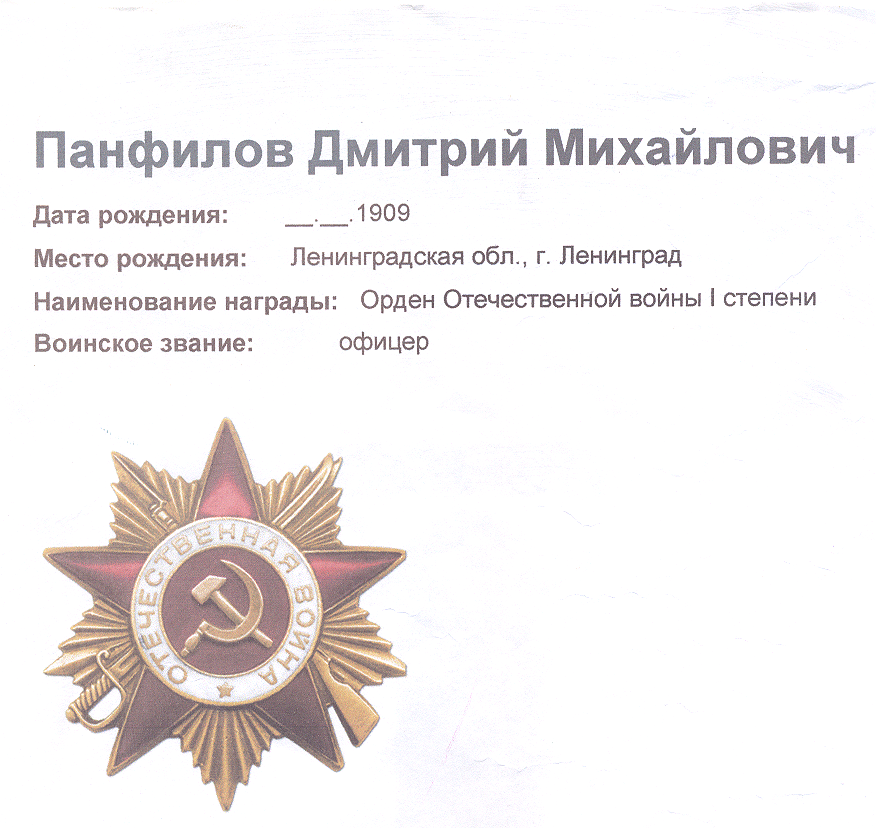 Панфилов Дмитрий Михайлович
Дата рождения: __.__.1909
Место рождения: Ленинградская обл., г. Ленинград
Наименование награды: Орден Отечественной войны I степени
Воинское звание: офицер
ОТЕЧЕСТВЕННАЯ ВОЙНА